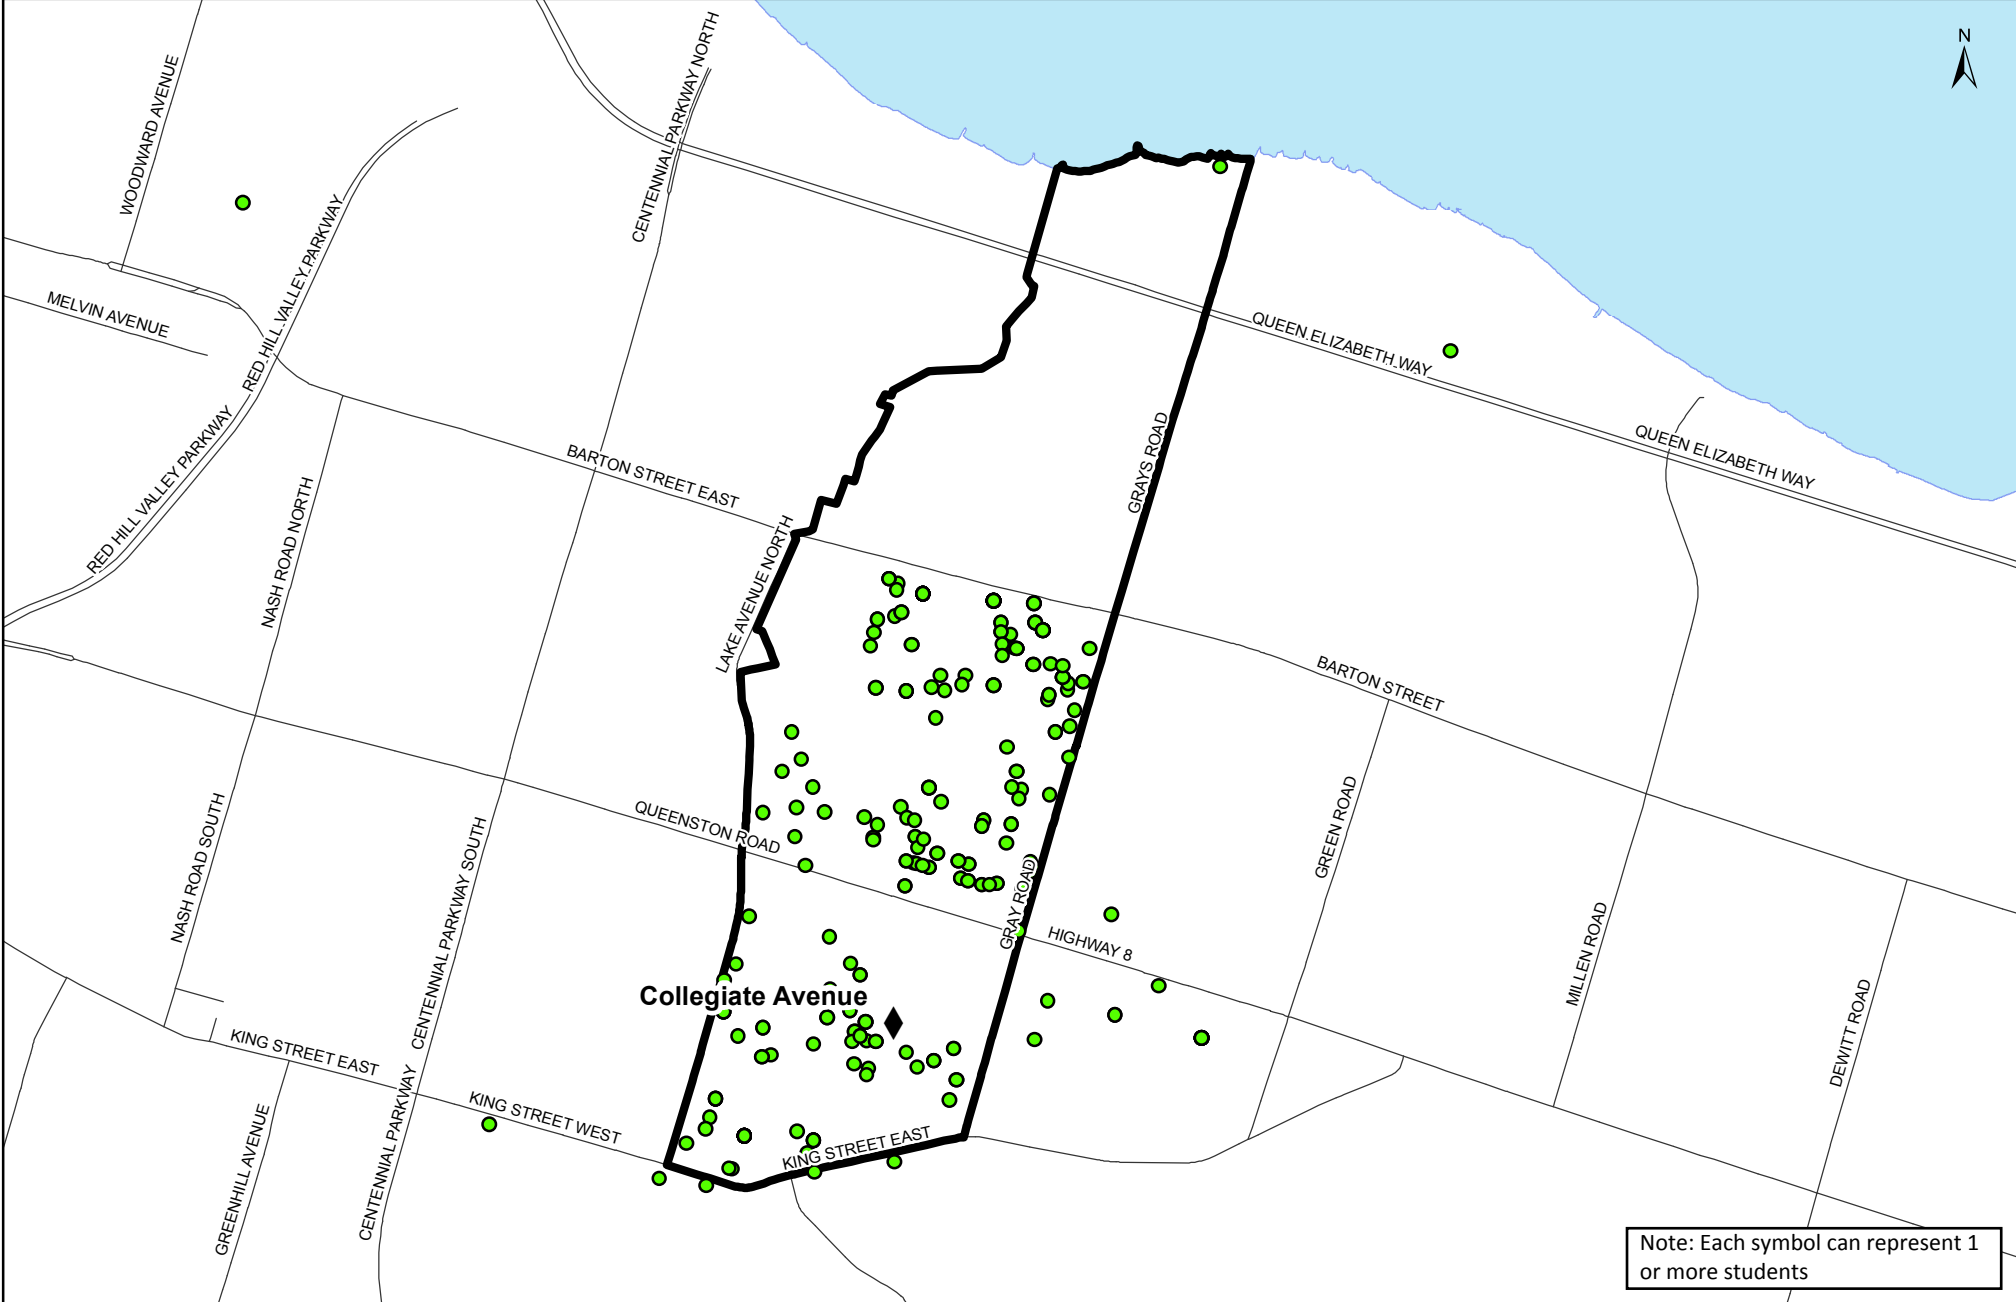 N
WOODWARD AVENUE
CENTENNIAL PARKWAY NORTH
RED HILL VALLEY PARKWAY
MELVIN AVENUE
QUEEN ELIZABETH WAY
QUEEN ELIZABETH WAY
RED HILL VALLEY PARKWAY
BARTON STREET EAST
GRAYS ROAD
NASH ROAD NORTH
LAKE AVENUE NORTH
BARTON STREET
QUEENSTON ROAD
GREEN ROAD
NASH ROAD SOUTH
CENTENNIAL PARKWAY SOUTH
GRAY ROAD
HIGHWAY 8
MILLEN ROAD
Collegiate Avenue
DEWITT ROAD
KING STREET EAST
KING STREET WEST
KING STREET EAST
GREENHILL AVENUE
CENTENNIAL PARKWAY
Note: Each symbol can represent 1
or more students